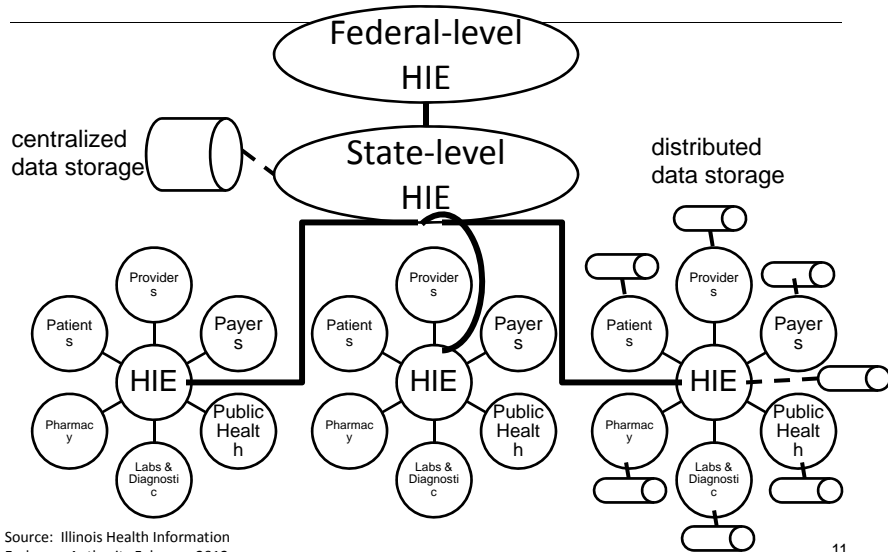 Federal-level
HIE
State-level
HIE
centralized
data storage
distributed
data storage
Provider
s
Patient
s
Payer
s
HIE
Pharmac
y
Public
Healt
h
Labs &
Diagnosti
c
Provider
s
Patient
s
Payer
s
HIE
Pharmac
y
Public
Healt
h
Labs &
Diagnosti
c
Provider
s
Patient
s
Payer
s
HIE
Pharmac
y
Public
Healt
h
Labs &
Diagnosti
c
Source: Illinois Health Information
11